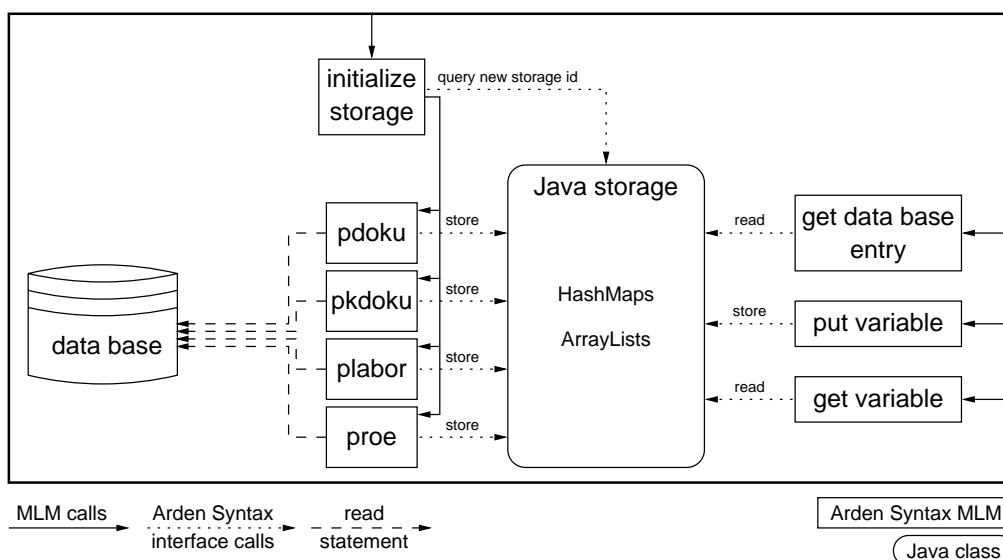 initialize
storage
query new storage id
Java storage
pdoku
store
read
get data base
entry
pkdoku
store
HashMaps
data base
store
put variable
ArrayLists
plabor
store
read
get variable
proe
store
MLM calls
Arden Syntax
interface calls
read
statement
Arden Syntax MLM
Java class